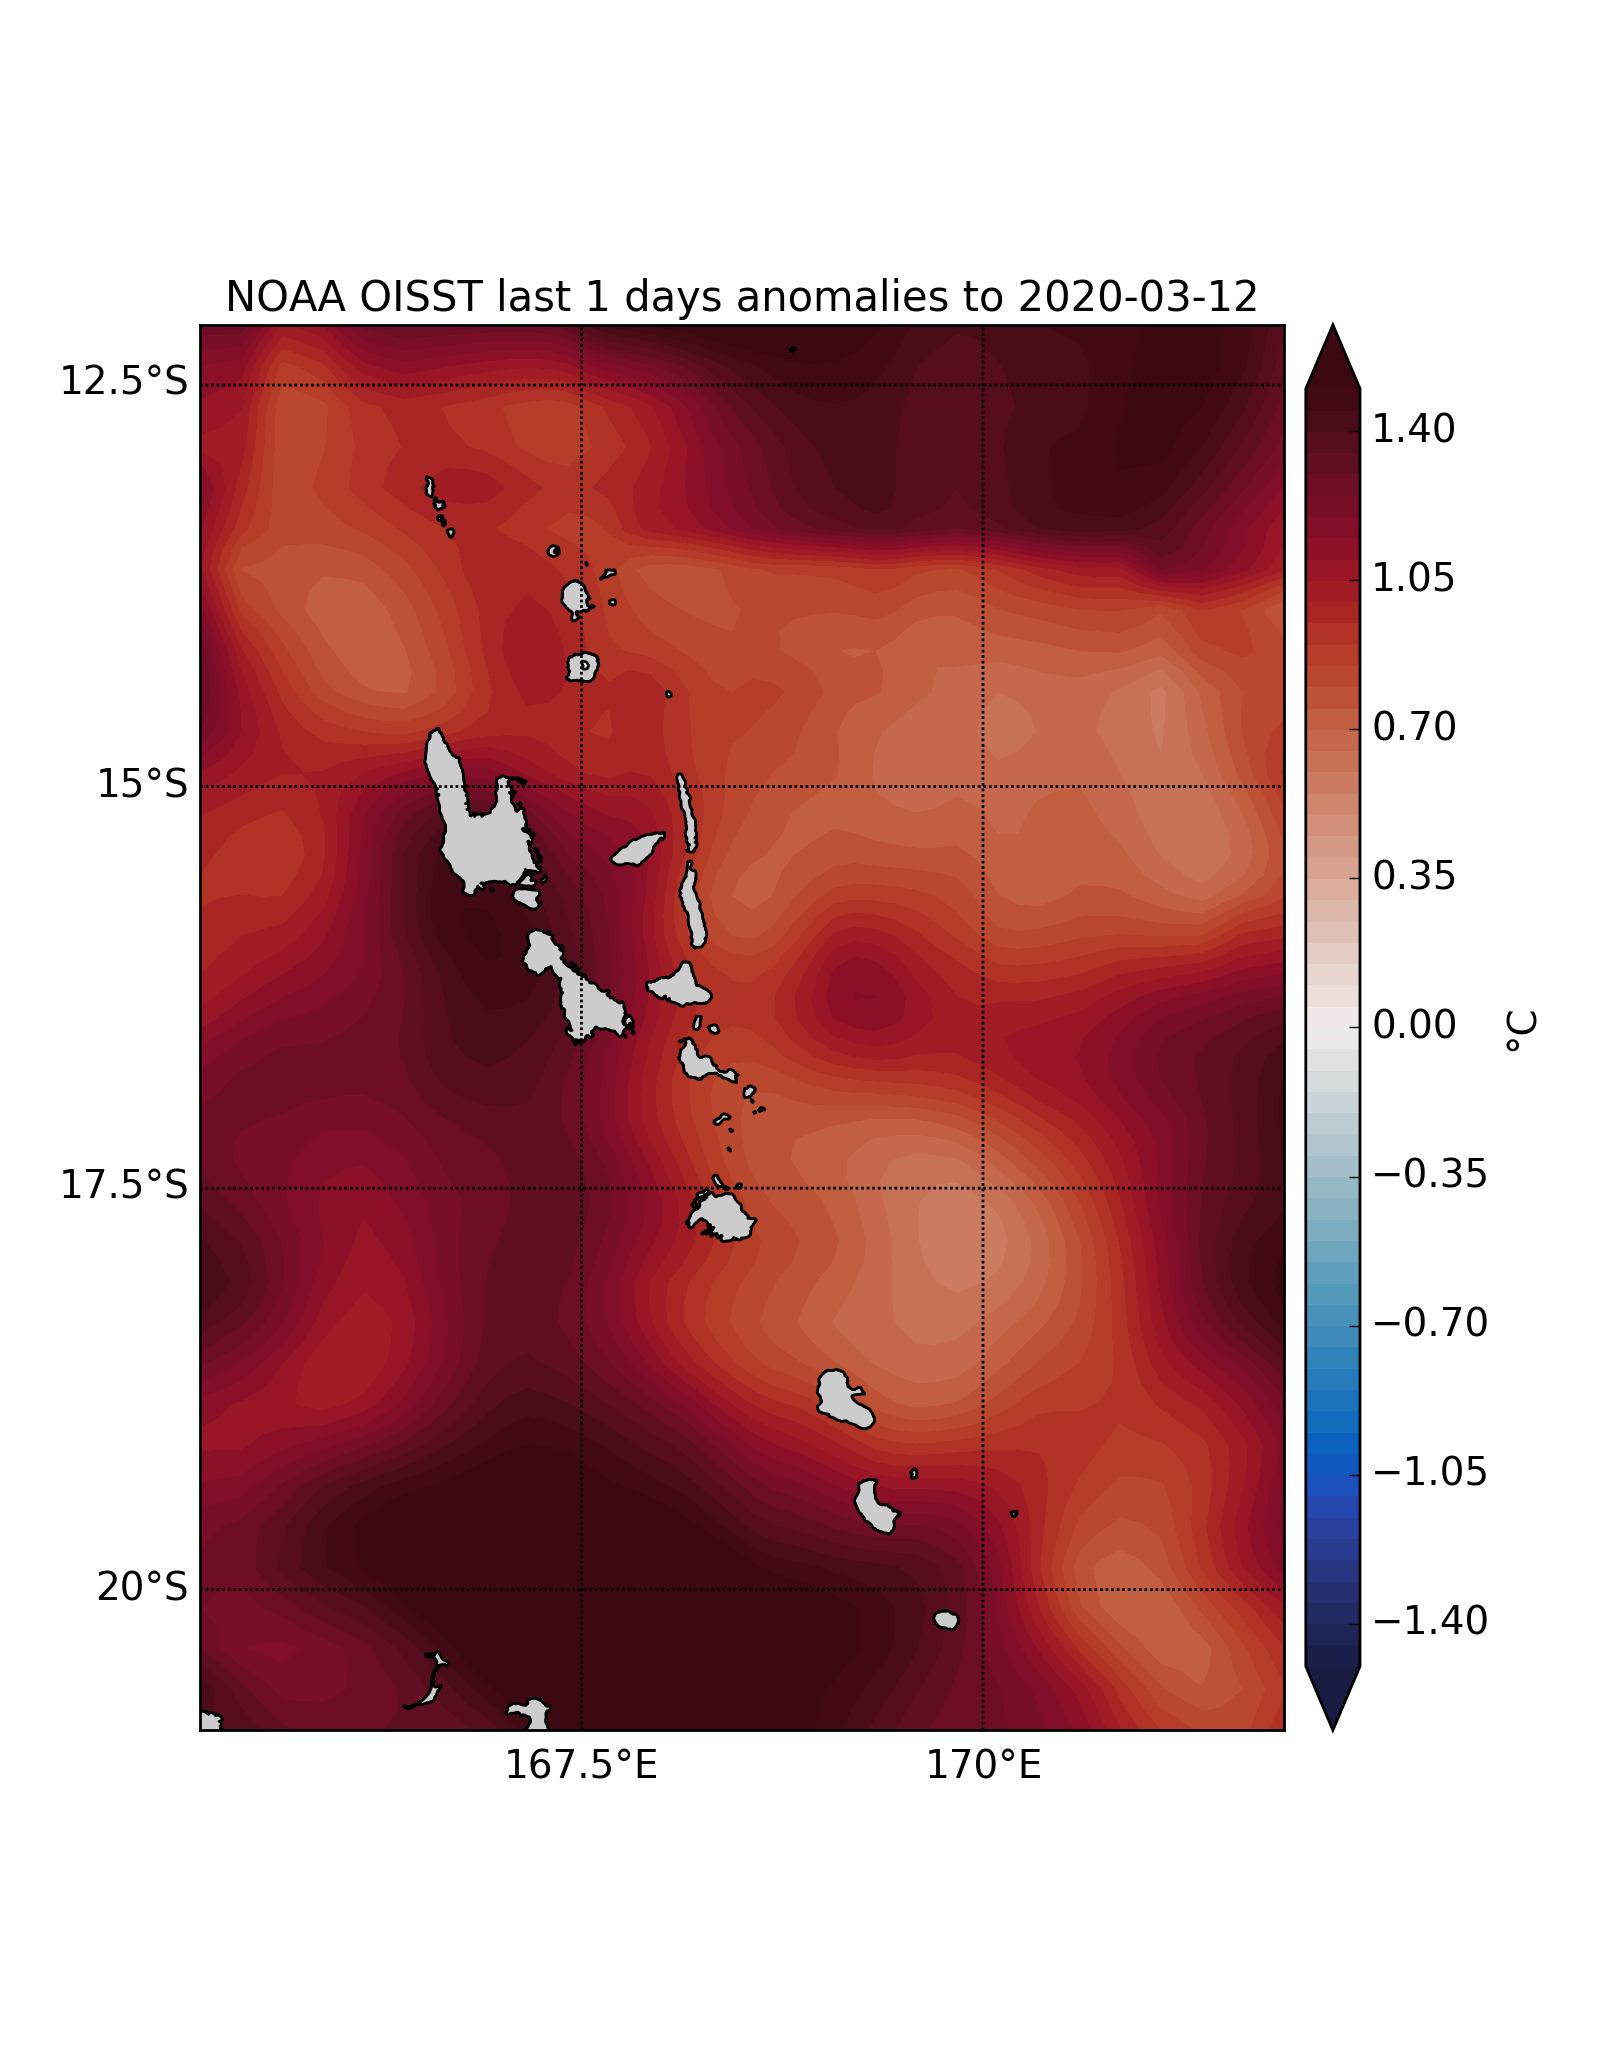 NOAA OISST last 1 days anomalies to 2020-03-12
12.5°S
15°S
17.5°S
20°S
167.5°E
170°E
1.40
1.05
0.70
0.35
0.00
−0.35
−0.70
−1.05
−1.40
°C